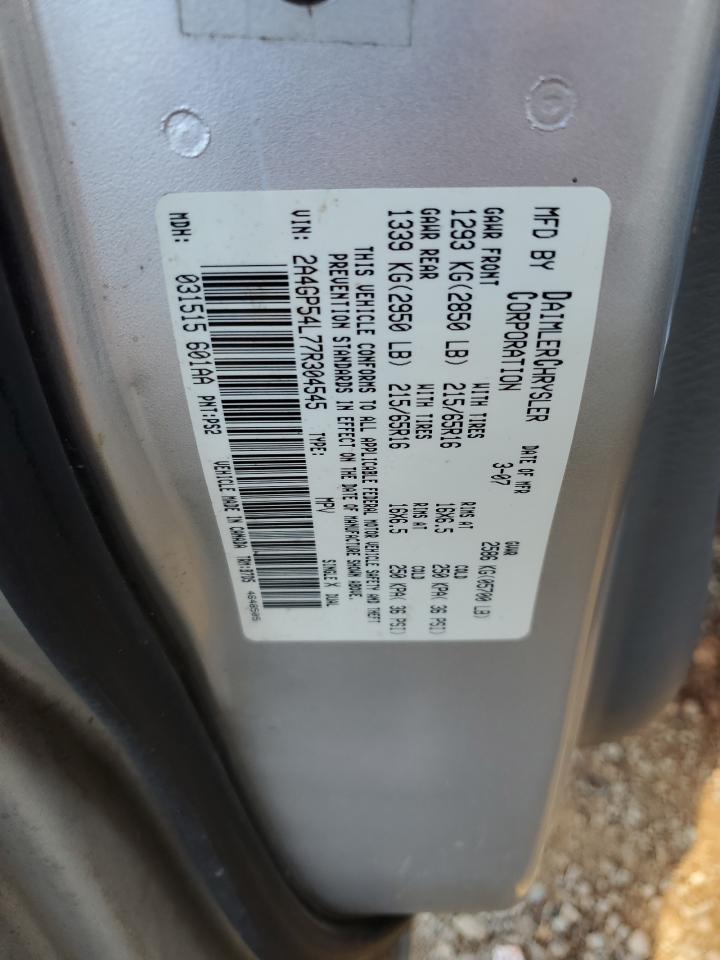 MFD BY DAIMLERCHRYSLER CORPORATION
DATE OF MFR 3-07
GVWR 2586 KG(05700 LB)
GAWR FRONT WITH TIRES RIMS AT COLD
1293 KG(2850 LB) 215/65R16 16X6.5 250 KPA( 36 PSI)
GAWR REAR WITH TIRES RIMS AT COLD
1339 KG(2950 LB) 215/65R16 16X6.5 250 KPA( 36 PSI)
THIS VEHICLE CONFORMS TO ALL APPLICABLE FEDERAL MOTOR VEHICLE SAFETY AND THEFT
PREVENTION STANDARDS IN EFFECT ON THE DATE OF MANUFACTURE SHOWN ABOVE.
VIN: 2A4GP54L77R304545 TYPE: MPV SINGLE X DUAL
MDH: 031515 601AA PNT:PS2 VEHICLE MADE IN CANADA